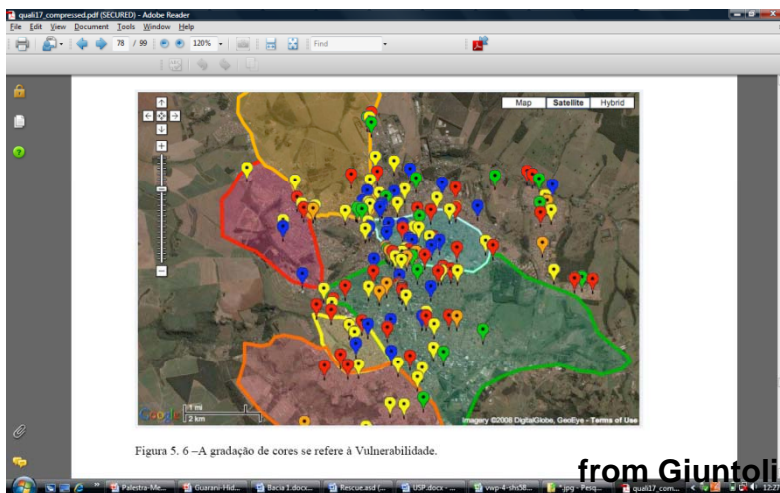 quali17_compressed.pdf (SECURED) - Adobe Reader
File Edit View Document Tools Window Help
78 / 99 120% Find
Map Satellite Hybrid
1 mi
2 km
Google
Imagery ©2008 DigitalGlobe, GeoEye - Terms of Use
Figura 5. 6 –A gradação de cores se refere à Vulnerabilidade.
from Giuntoli
Palestra-Me... Guarani-Hid... Bacia 1.docx... Rescue.asd (... USP.docx - ... vwp-4-shs58... *.jpg - Pesq... quali17_com...